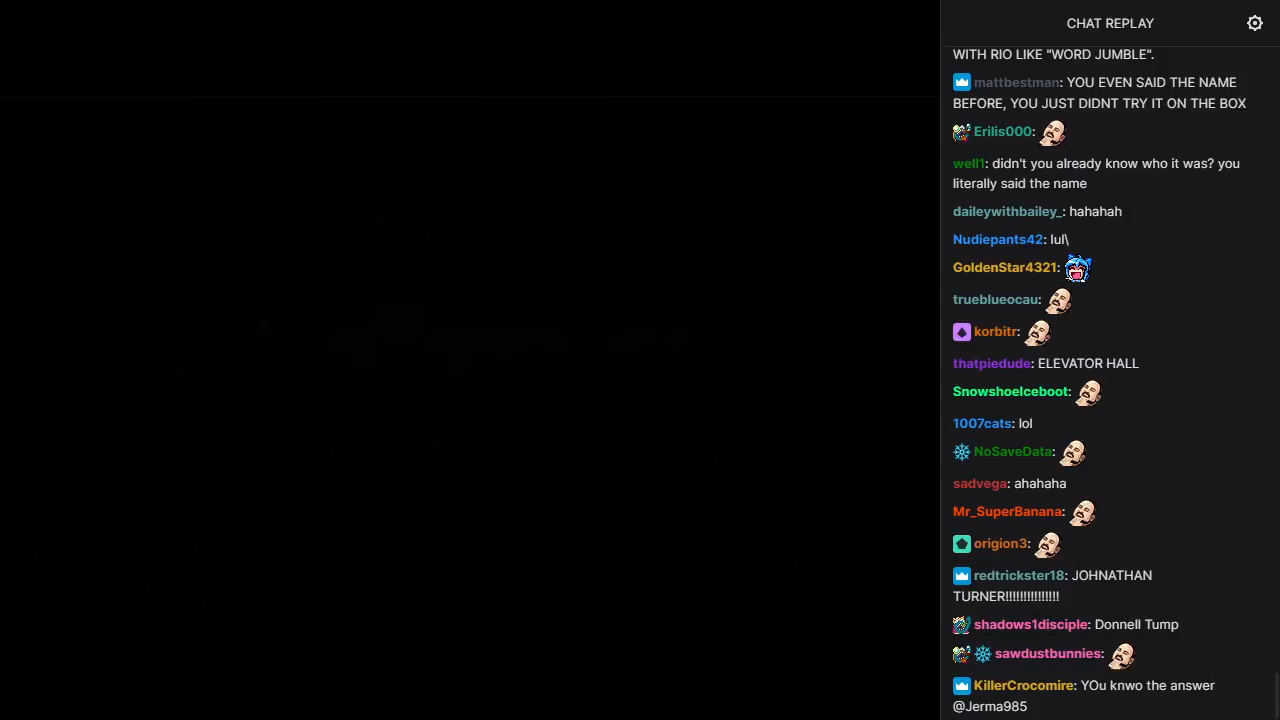 CHAT REPLAY
WITH RIO LIKE "WORD JUMBLE".
mattbestman: YOU EVEN SAID THE NAME
BEFORE, YOU JUST DIDNT TRY IT ON THE BOX
Erilis000:
well1: didn't you already know who it was? you
literally said the name
daileywithbailey_: hahahah
Nudiepants42: lul\
GoldenStar4321:
trueblueocau:
korbitr:
thatpiedude: ELEVATOR HALL
SnowshoeIceboot:
1007cats: lol
NoSaveData:
sadvega: ahahaha
Mr_SuperBanana:
origion3:
redtrickster18: JOHNATHAN
TURNER!!!!!!!!!!!!!!!
shadows1disciple: Donnell Tump
sawdustbunnies:
KillerCrocomire: YOu knwo the answer
@Jerma985